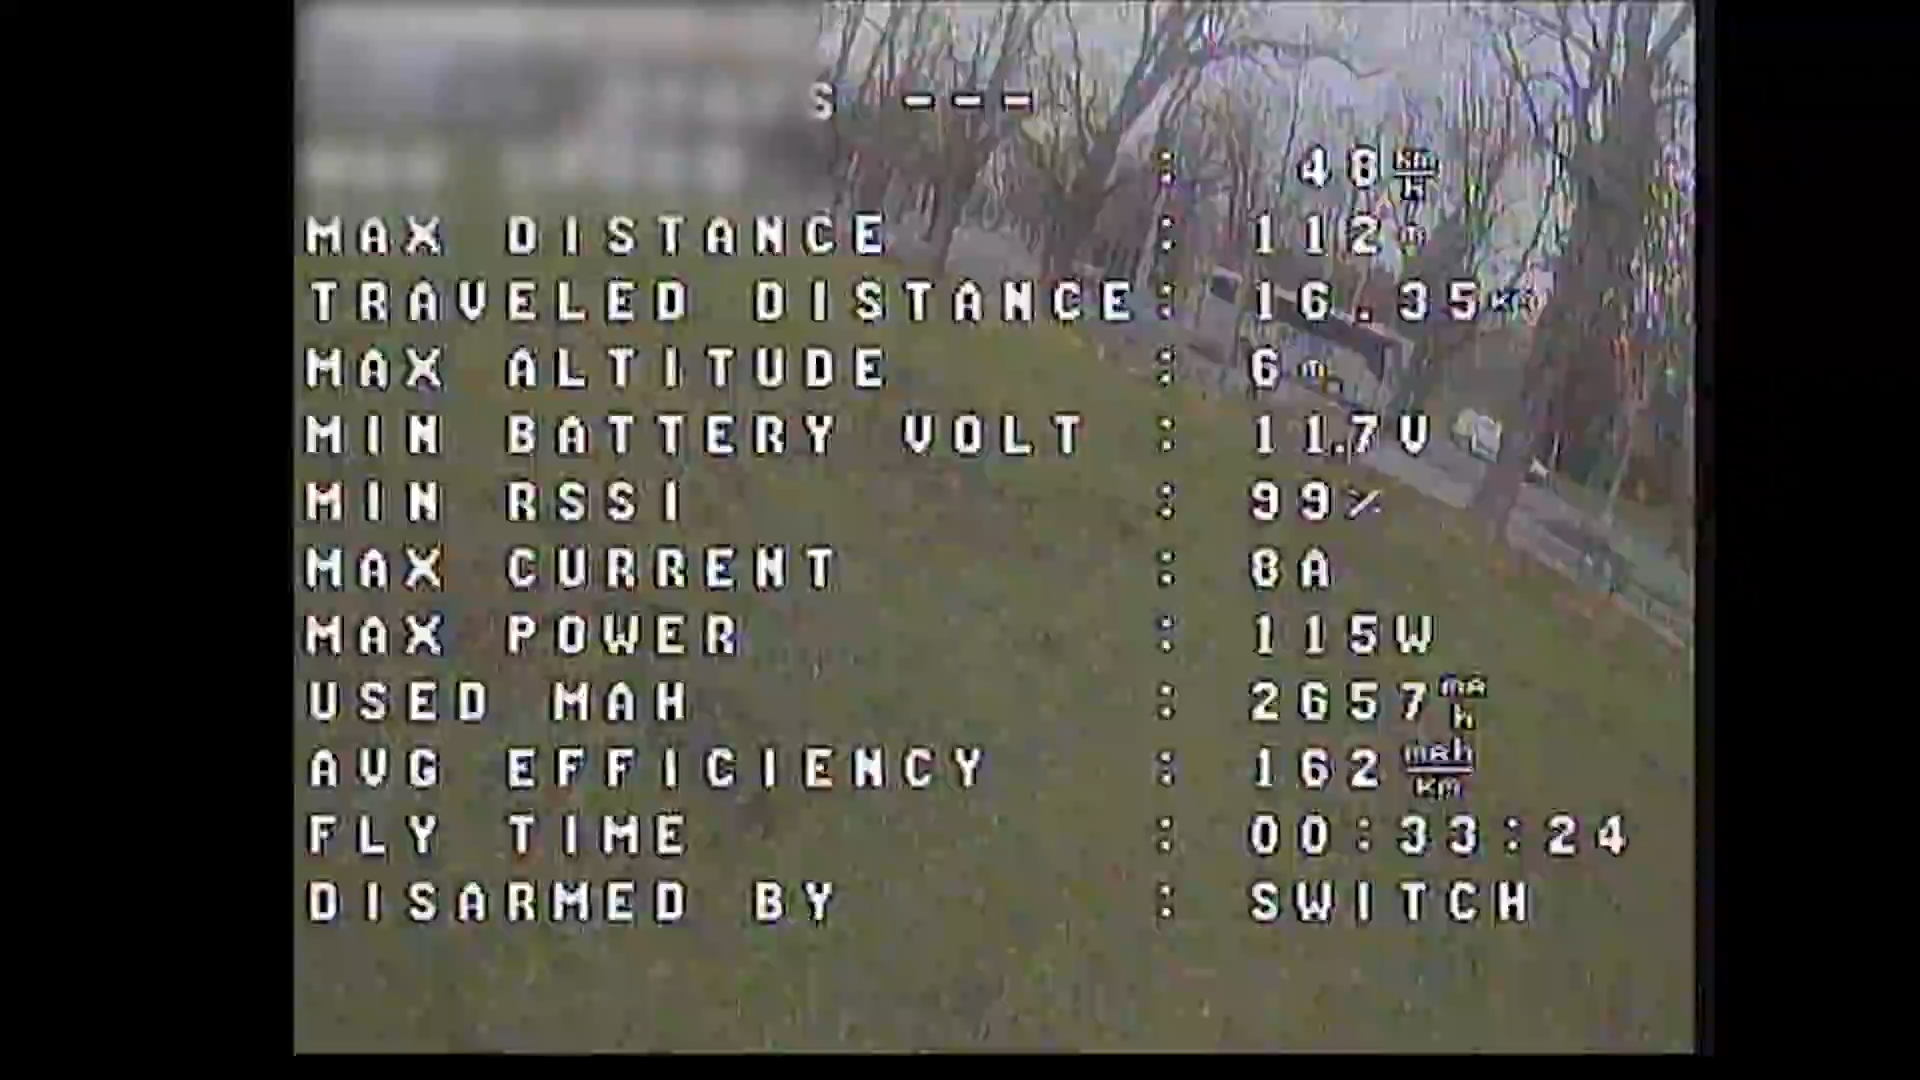 S ---
: 48 km/h
MAX DISTANCE : 112 m
TRAVELED DISTANCE: 16.35 km
MAX ALTITUDE : 6 m
MIN BATTERY VOLT : 11.7V
MIN RSSI : 99%
MAX CURRENT : 8A
MAX POWER : 115W
USED MAH : 2657 mAh
AVG EFFICIENCY : 162 mAh/km
FLY TIME : 00:33:24
DISARMED BY : SWITCH